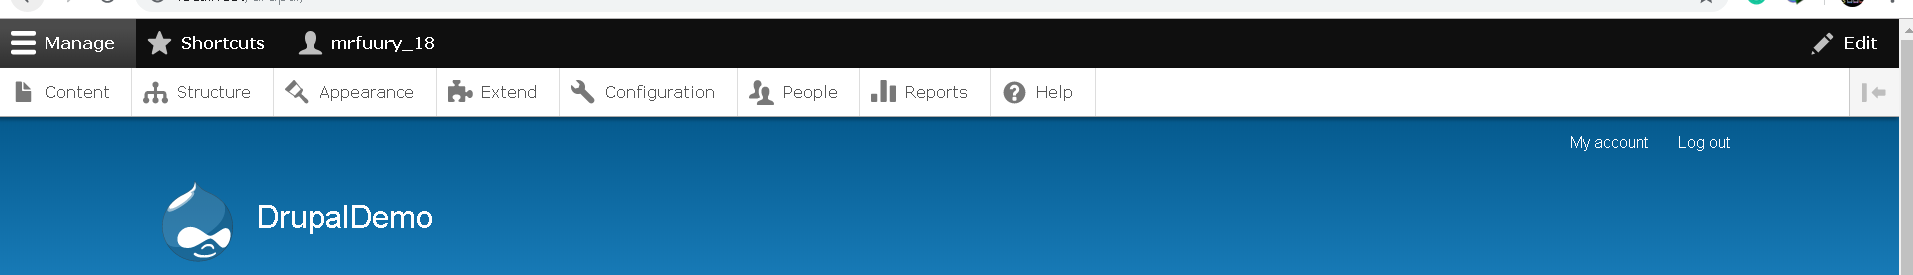 Manage Shortcuts mrfuury_18 Edit
Content Structure Appearance Extend Configuration People Reports Help
My account Log out
DrupalDemo